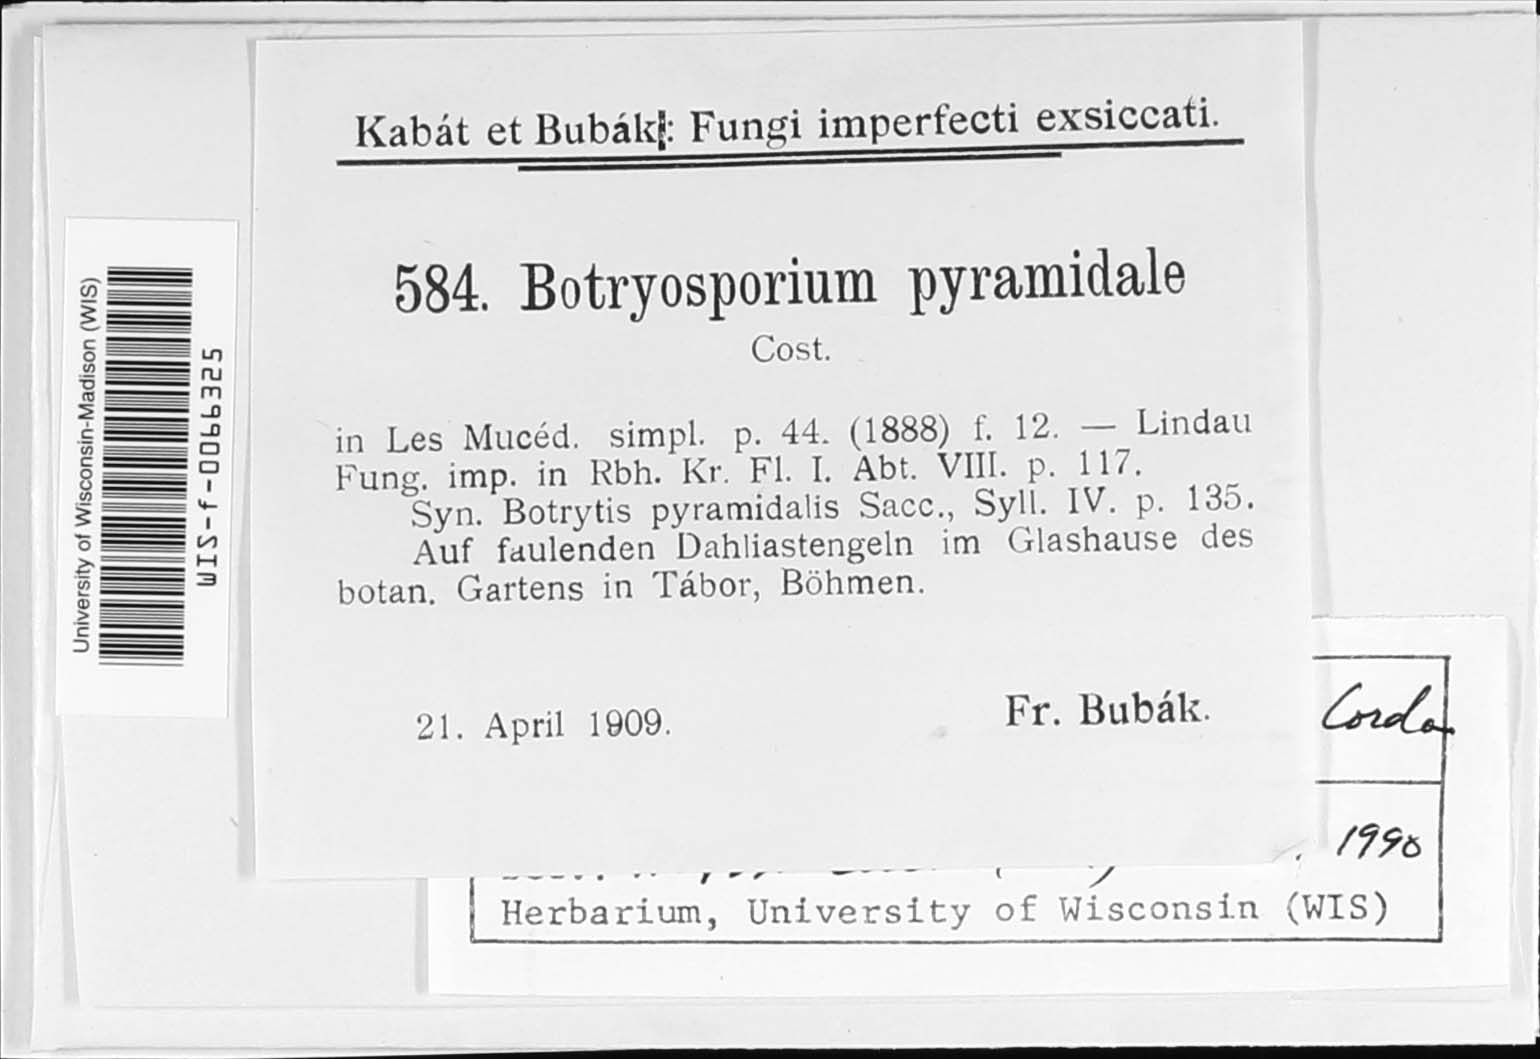 Kabát et Bubák: Fungi imperfecti exsiccati.
584. Botryosporium pyramidale
Cost.
in Les Mucéd. simpl. p. 44. (1888) f. 12. — Lindau
Fung. imp. in Rbh. Kr. Fl. I. Abt. VIII. p. 117.
Syn. Botrytis pyramidalis Sacc., Syll. IV. p. 135.
Auf faulenden Dahliastengeln im Glashause des
botan. Gartens in Tábor, Böhmen.
21. April 1909.
Fr. Bubák.
University of Wisconsin-Madison (WIS)
WIS-f-0066325
Corda
1990
Herbarium, University of Wisconsin (WIS)